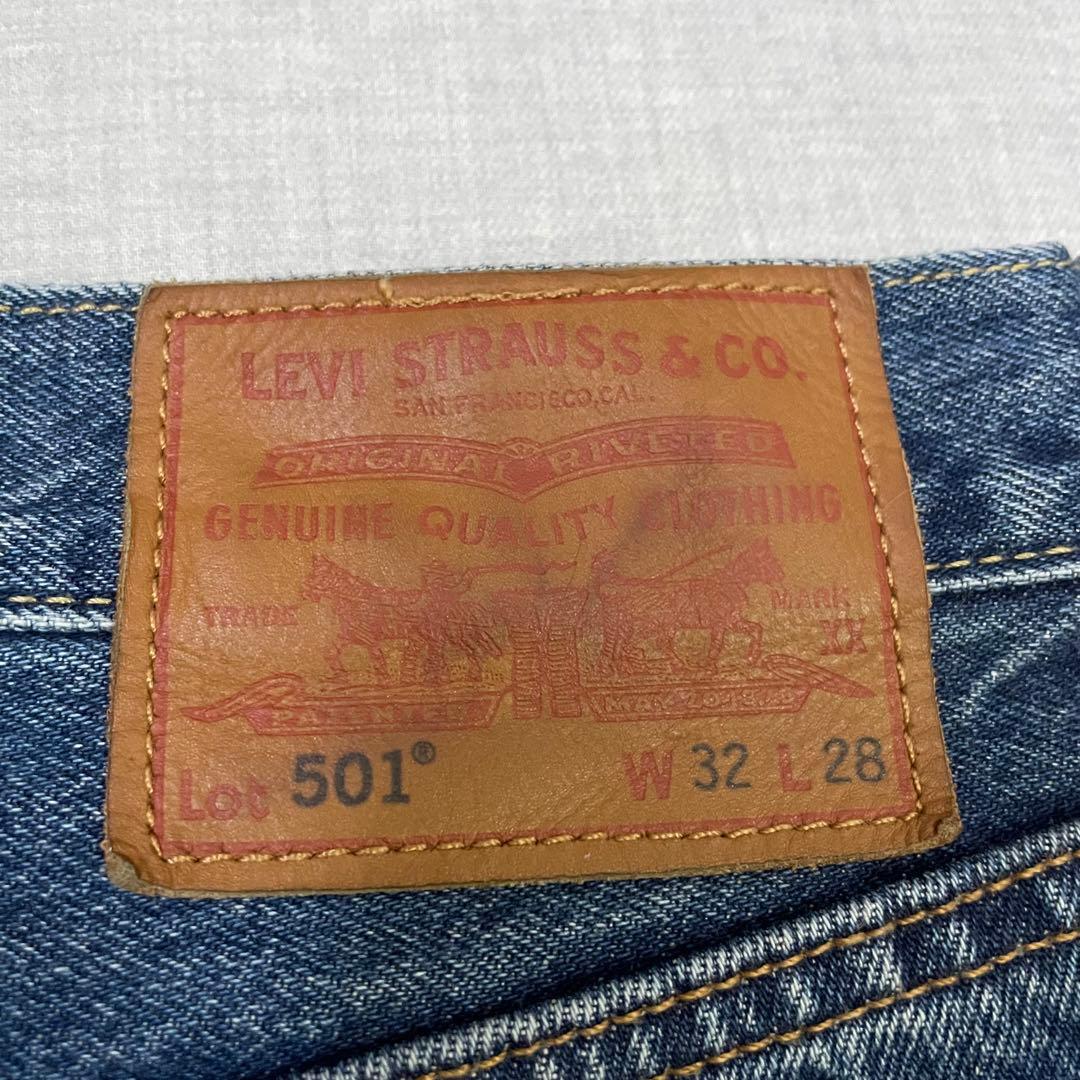 LEVI STRAUSS & CO.
SAN FRANCISCO, CAL.
ORIGINAL RIVETED
GENUINE QUALITY CLOTHING
TRADE MARK
XX
PATENTED MAY 20 1873
Lot 501® W 32 L 28